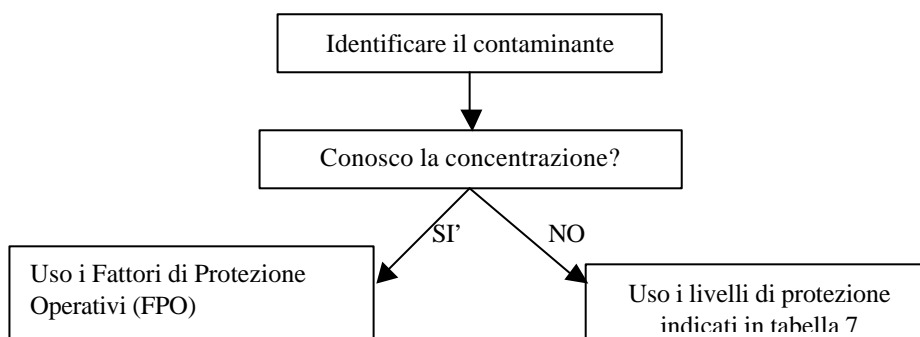 Identificare il contaminante
Conosco la concentrazione?
SI’
NO
Uso i Fattori di Protezione
Operativi (FPO)
Uso i livelli di protezione
indicati in tabella 7